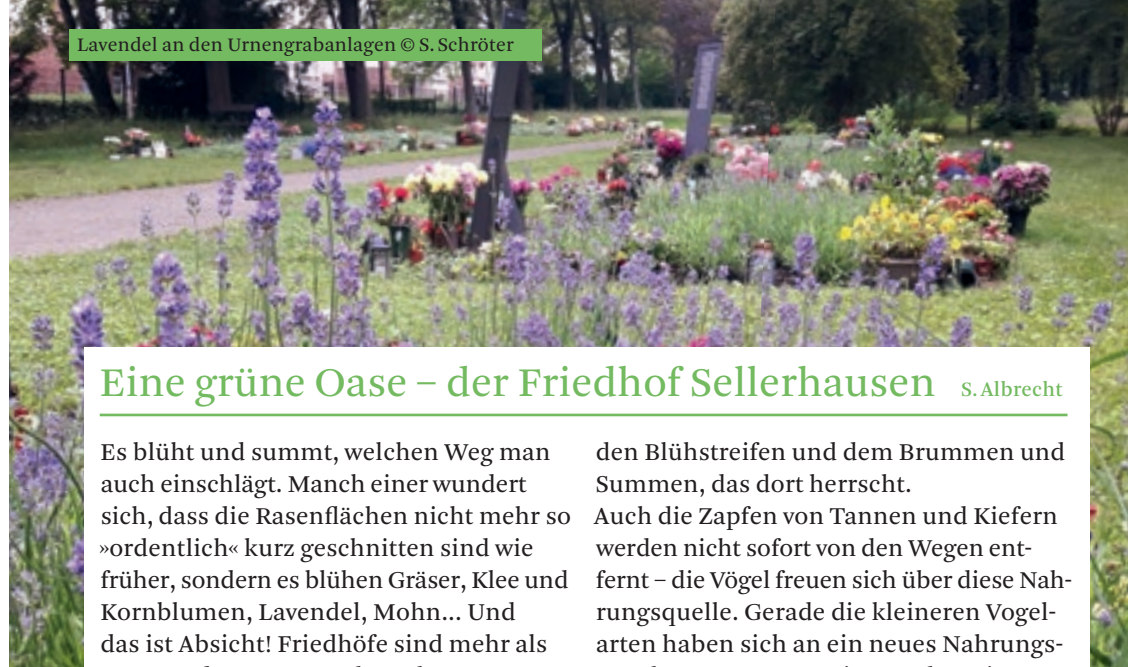 Lavendel an den Urnengrabanlagen © S. Schröter
Eine grüne Oase – der Friedhof Sellerhausen S. Albrecht
Es blüht und summt, welchen Weg man
auch einschlägt. Manch einer wundert
sich, dass die Rasenflächen nicht mehr so
»ordentlich« kurz geschnitten sind wie
früher, sondern es blühen Gräser, Klee und
Kornblumen, Lavendel, Mohn... Und
das ist Absicht! Friedhöfe sind mehr als
den Blühstreifen und dem Brummen und
Summen, das dort herrscht.
Auch die Zapfen von Tannen und Kiefern
werden nicht sofort von den Wegen ent-
fernt – die Vögel freuen sich über diese Nah-
rungsquelle. Gerade die kleineren Vogel-
arten haben sich an ein neues Nahrungs-